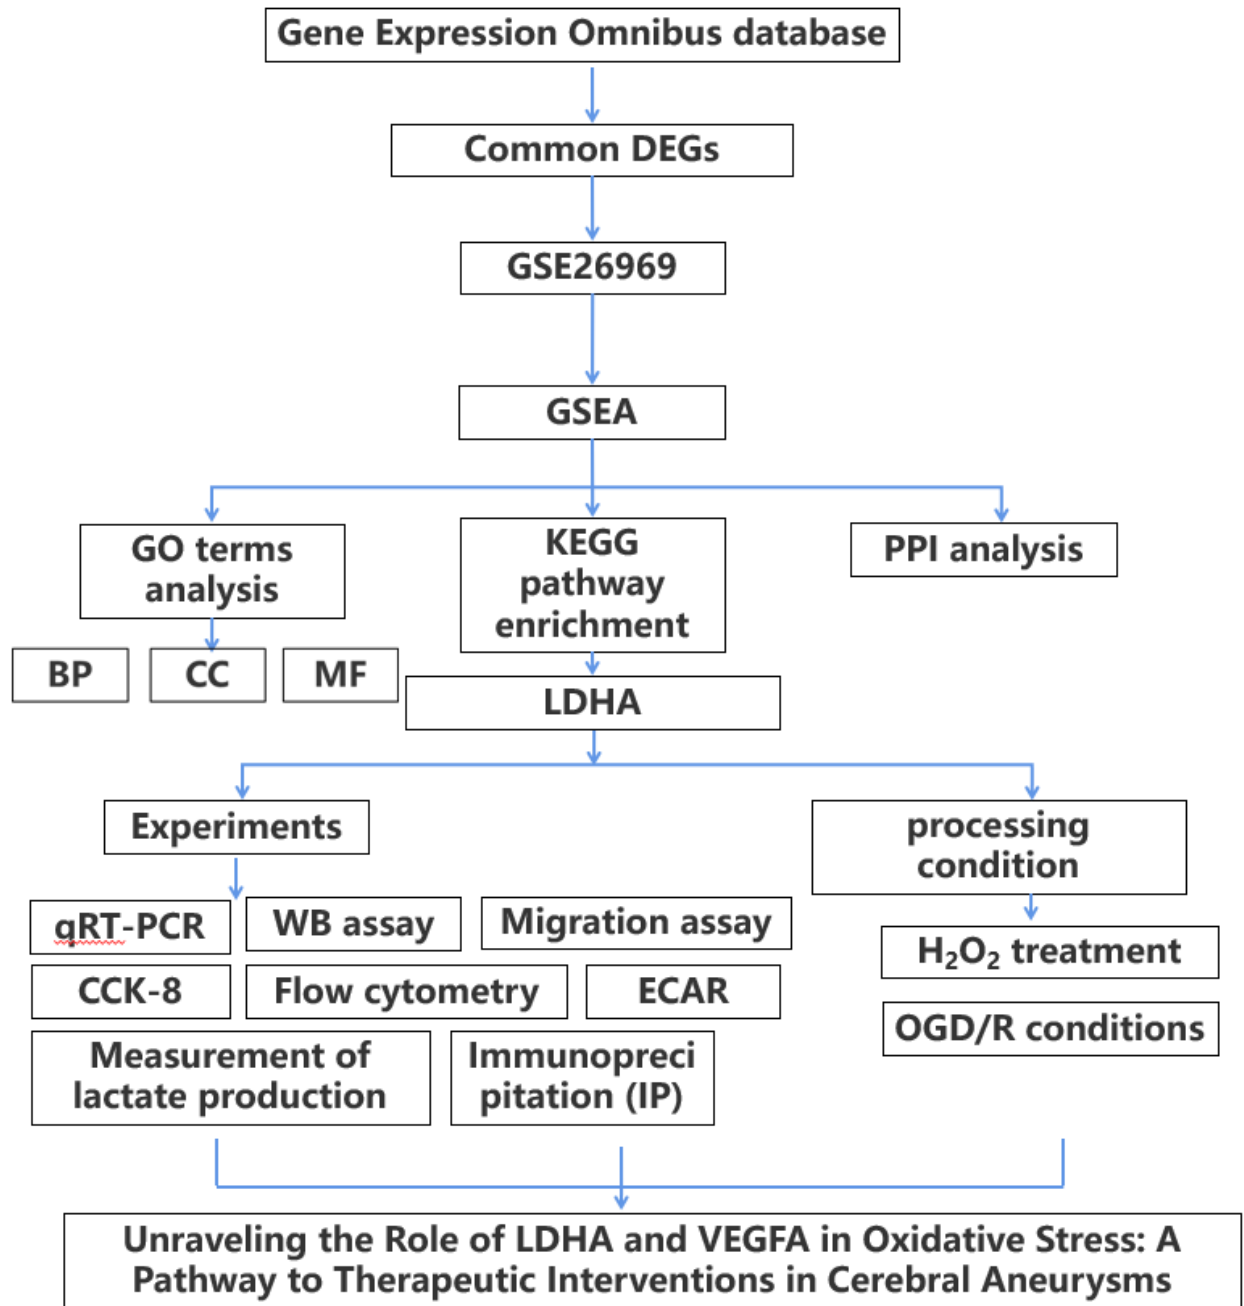 Gene Expression Omnibus database
Common DEGs
GSE26969
GSEA
GO terms
analysis
KEGG
pathway
enrichment
PPI analysis
BP
CC
MF
LDHA
Experiments
processing
condition
qRT-PCR
WB assay
Migration assay
CCK-8
Flow cytometry
ECAR
Measurement of
lactate production
Immunopreci
pitation (IP)
H₂O₂ treatment
OGD/R conditions
Unraveling the Role of LDHA and VEGFA in Oxidative Stress: A
Pathway to Therapeutic Interventions in Cerebral Aneurysms